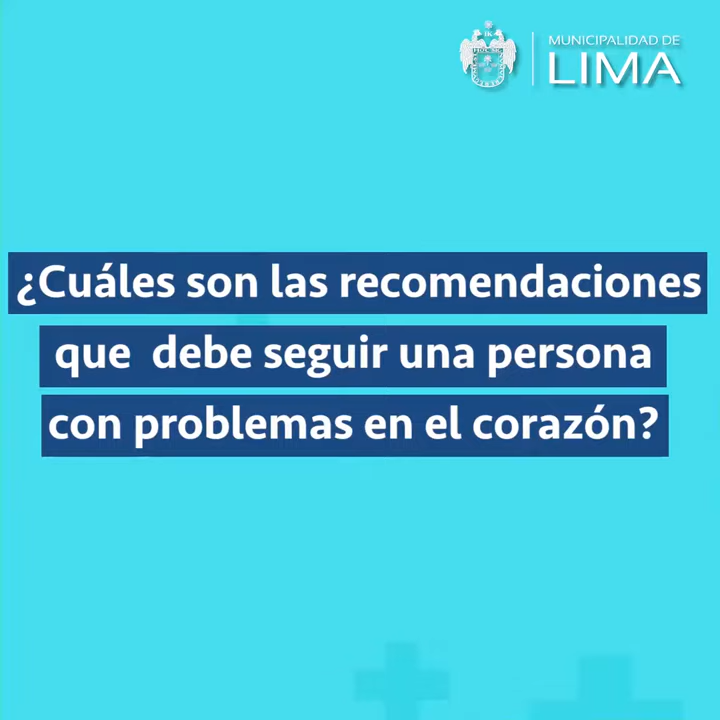 MUNICIPALIDAD DE
LIMA
¿Cuáles son las recomendaciones
que debe seguir una persona
con problemas en el corazón?